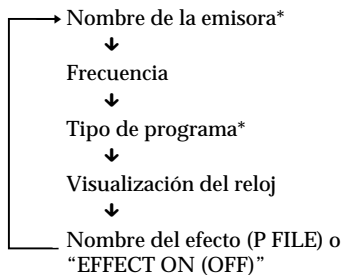 Nombre de la emisora*
Frecuencia
Tipo de programa*
Visualización del reloj
Nombre del efecto (P FILE) o
“EFFECT ON (OFF)”